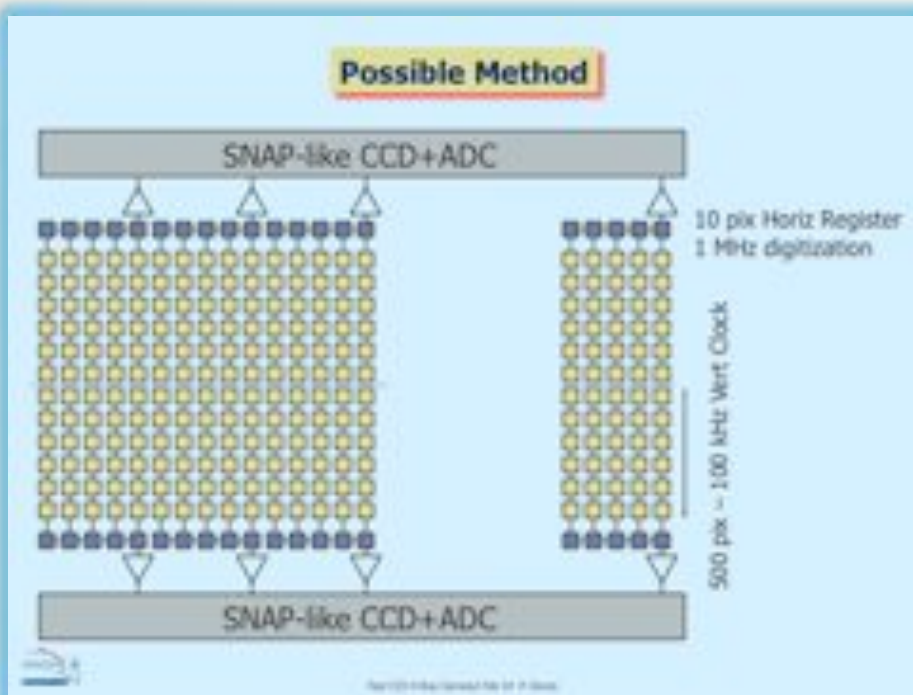 Possible Method
SNAP-like CCD+ADC
10 pix Horiz Register
1 MHz digitization
500 pix ~ 100 kHz Vert Clock
SNAP-like CCD+ADC